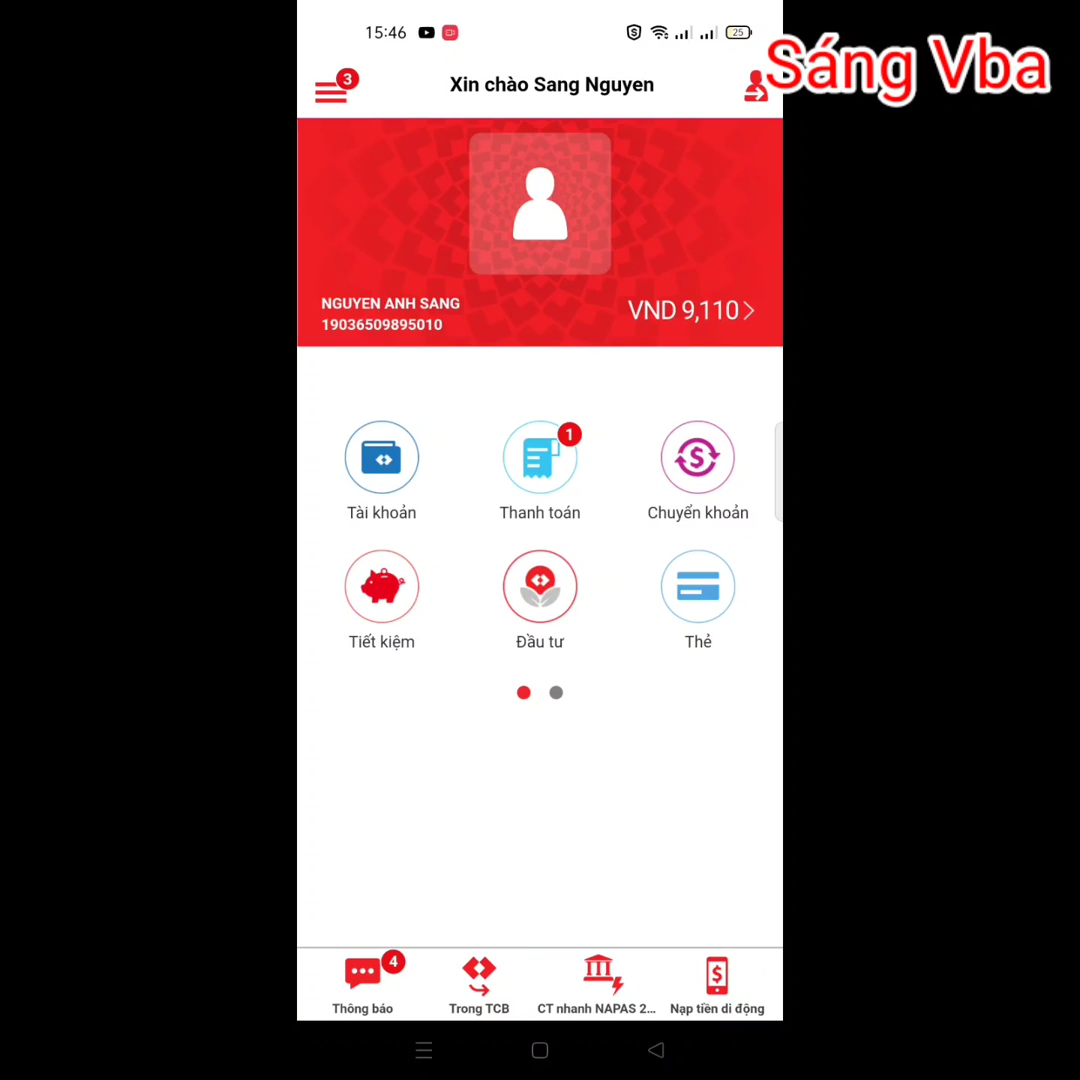 15:46
25
Sáng Vba
3
Xin chào Sang Nguyen
NGUYEN ANH SANG
19036509895010
VND 9,110
1
Tài khoản
Thanh toán
Chuyển khoản
Tiết kiệm
Đầu tư
Thẻ
4
Thông báo
Trong TCB
CT nhanh NAPAS 2...
Nạp tiền di động